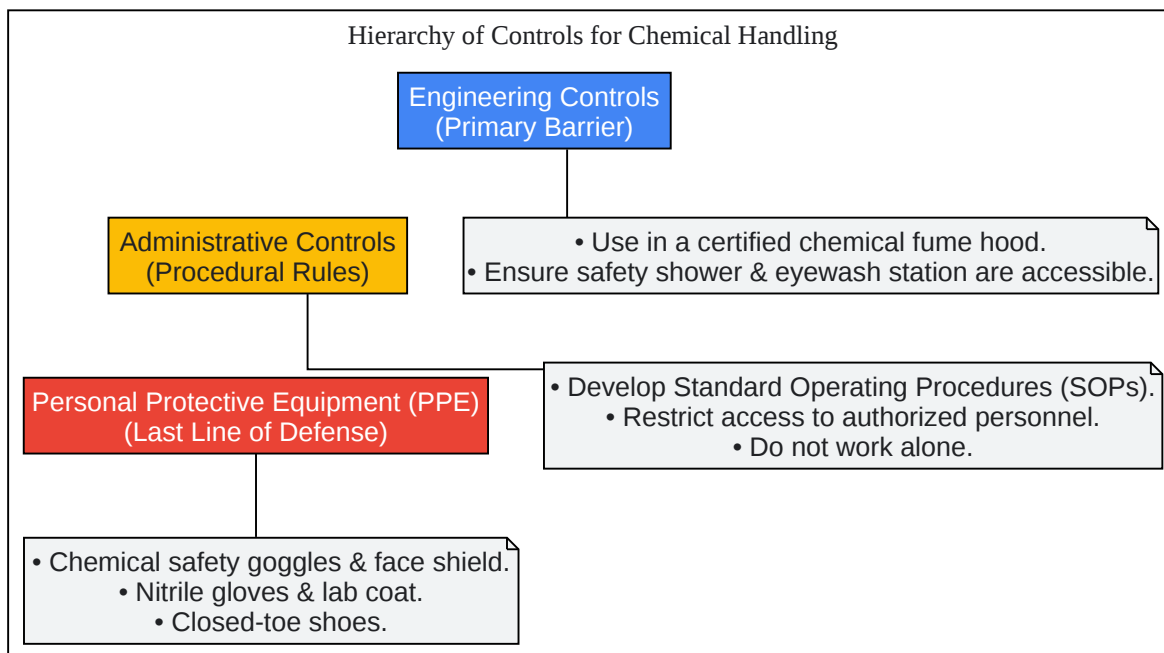 Hierarchy of Controls for Chemical Handling
Engineering Controls
(Primary Barrier)
• Use in a certified chemical fume hood.
• Ensure safety shower & eyewash station are accessible.
Administrative Controls
(Procedural Rules)
• Develop Standard Operating Procedures (SOPs).
• Restrict access to authorized personnel.
• Do not work alone.
Personal Protective Equipment (PPE)
(Last Line of Defense)
• Chemical safety goggles & face shield.
• Nitrile gloves & lab coat.
• Closed-toe shoes.